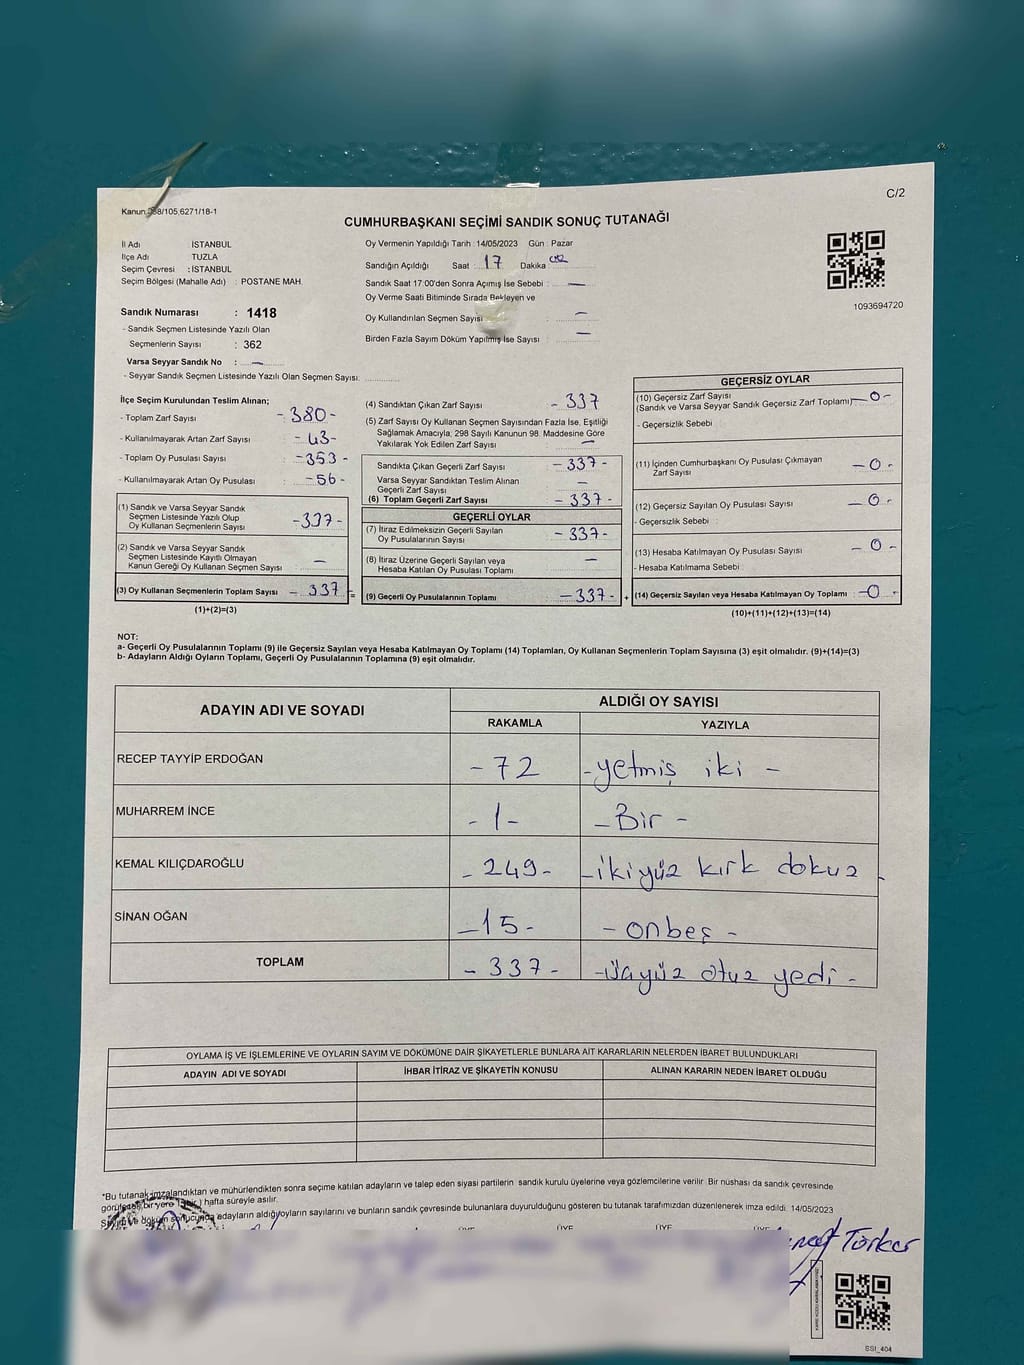 C/2
Kanun:298/105,6271/18-1
CUMHURBAŞKANI SEÇİMİ SANDIK SONUÇ TUTANAĞI
İl Adı : İSTANBUL
İlçe Adı : TUZLA
Seçim Çevresi : İSTANBUL
Seçim Bölgesi (Mahalle Adı) : POSTANE MAH.
Oy Vermenin Yapıldığı Tarih : 14/05/2023 Gün : Pazar
Sandığın Açıldığı Saat : 17 Dakika :
Sandık Saat 17:00'den Sonra Açımış İse Sebebi : —
Oy Verme Saati Bitiminde Sırada Bekleyen ve
Oy Kullandırılan Seçmen Sayısı : —
Birden Fazla Sayım Döküm Yapılmış İse Sayısı : —
1093694720
Sandık Numarası : 1418
- Sandık Seçmen Listesinde Yazılı Olan
Seçmenlerin Sayısı : 362
Varsa Seyyar Sandık No : —
- Seyyar Sandık Seçmen Listesinde Yazılı Olan Seçmen Sayısı:
İlçe Seçim Kurulundan Teslim Alınan;
- Toplam Zarf Sayısı - 380 -
- Kullanılmayarak Artan Zarf Sayısı - 43 -
- Toplam Oy Pusulası Sayısı - 353 -
- Kullanılmayarak Artan Oy Pusulası - 56 -
(1) Sandık ve Varsa Seyyar Sandık
Seçmen Listesinde Yazılı Olup
Oy Kullanan Seçmenlerin Sayısı - 337 -
(2) Sandık ve Varsa Seyyar Sandık
Seçmen Listesinde Kayıtlı Olmayan
Kanun Gereği Oy Kullanan Seçmen Sayısı —
(3) Oy Kullanan Seçmenlerin Toplam Sayısı - 337 - =
(1)+(2)=(3)
(4) Sandıktan Çıkan Zarf Sayısı - 337
(5) Zarf Sayısı Oy Kullanan Seçmen Sayısından Fazla İse, Eşitliği
Sağlamak Amacıyla, 298 Sayılı Kanunun 98. Maddesine Göre
Yakılarak Yok Edilen Zarf Sayısı —
Sandıkta Çıkan Geçerli Zarf Sayısı - 337 -
Varsa Seyyar Sandıktan Teslim Alınan
Geçerli Zarf Sayısı —
(6) Toplam Geçerli Zarf Sayısı - 337 -
GEÇERLİ OYLAR
(7) İtiraz Edilmeksizin Geçerli Sayılan
Oy Pusulalarının Sayısı - 337 -
(8) İtiraz Üzerine Geçerli Sayılan veya
Hesaba Katılan Oy Pusulası Toplamı —
(9) Geçerli Oy Pusulalarının Toplamı - 337 - +
GEÇERSİZ OYLAR
(10) Geçersiz Zarf Sayısı
(Sandık ve Varsa Seyyar Sandık Geçersiz Zarf Toplamı) - 0 -
- Geçersizlik Sebebi :
(11) İçinden Cumhurbaşkanı Oy Pusulası Çıkmayan
Zarf Sayısı - 0 -
(12) Geçersiz Sayılan Oy Pusulası Sayısı - 0 -
- Geçersizlik Sebebi :
(13) Hesaba Katılmayan Oy Pusulası Sayısı - 0 -
- Hesaba Katılmama Sebebi :
(14) Geçersiz Sayılan veya Hesaba Katılmayan Oy Toplamı : - 0 -
(10)+(11)+(12)+(13)=(14)
NOT:
a- Geçerli Oy Pusulalarının Toplamı (9) ile Geçersiz Sayılan veya Hesaba Katılmayan Oy Toplamı (14) Toplamları, Oy Kullanan Seçmenlerin Toplam Sayısına (3) eşit olmalıdır. (9)+(14)=(3)
b- Adayların Aldığı Oyların Toplamı, Geçerli Oy Pusulalarının Toplamına (9) eşit olmalıdır.
ADAYIN ADI VE SOYADI ALDIĞI OY SAYISI
RAKAMLA YAZIYLA
RECEP TAYYİP ERDOĞAN - 72 - yetmiş iki -
MUHARREM İNCE - 1 - - Bir -
KEMAL KILIÇDAROĞLU - 249 - - ikiyüz kırk dokuz -
SİNAN OĞAN - 15 - - onbeş -
TOPLAM - 337 - - üçyüz otuz yedi -
OYLAMA İŞ VE İŞLEMLERİNE VE OYLARIN SAYIM VE DÖKÜMÜNE DAİR ŞİKAYETLERLE BUNLARA AİT KARARLARIN NELERDEN İBARET BULUNDUKLARI
ADAYIN ADI VE SOYADI İHBAR İTİRAZ VE ŞİKAYETİN KONUSU ALINAN KARARIN NEDEN İBARET OLDUĞU
*Bu tutanak imzalandıktan ve mühürlendikten sonra seçime katılan adayların ve talep eden siyasi partilerin sandık kurulu üyelerine veya gözlemcilerine verilir. Bir nüshası da sandık çevresinde
görülebilir bir yere 1 (bir) hafta süreyle asılır.
Sayım ve döküm sonucunda adayların aldığı oyların sayılarını ve bunların sandık çevresinde bulunanlara duyurulduğunu gösteren bu tutanak tarafımızdan düzenlenerek imza edildi. 14/05/2023
ÜYE ÜYE ÜYE ÜYE
Türker
SSİ_404